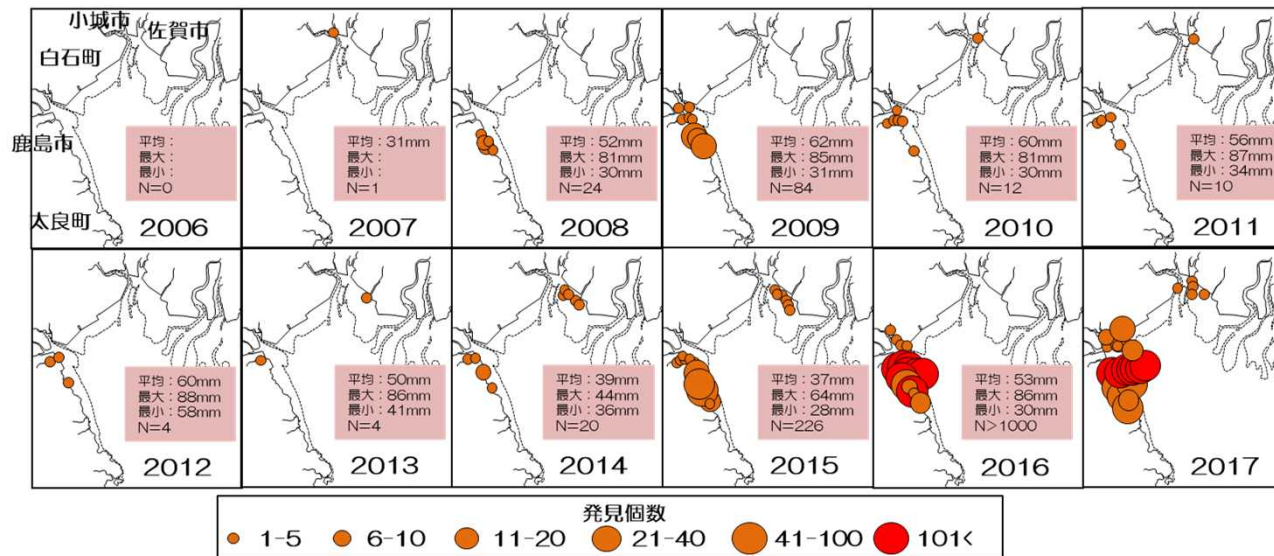 小城市
佐賀市
白石町
鹿島市
太良町
平均：
最大：
最小：
N=0
2006
平均：31mm
最大：
最小：
N=1
2007
平均：52mm
最大：81mm
最小：30mm
N=24
2008
平均：62mm
最大：85mm
最小：31mm
N=84
2009
平均：60mm
最大：81mm
最小：30mm
N=12
2010
平均：56mm
最大：87mm
最小：34mm
N=10
2011
平均：60mm
最大：88mm
最小：58mm
N=4
2012
平均：50mm
最大：86mm
最小：41mm
N=4
2013
平均：39mm
最大：44mm
最小：36mm
N=20
2014
平均：37mm
最大：64mm
最小：28mm
N=226
2015
平均：53mm
最大：86mm
最小：30mm
N>1000
2016
2017
発見個数
1-5 6-10 11-20 21-40 41-100 101<